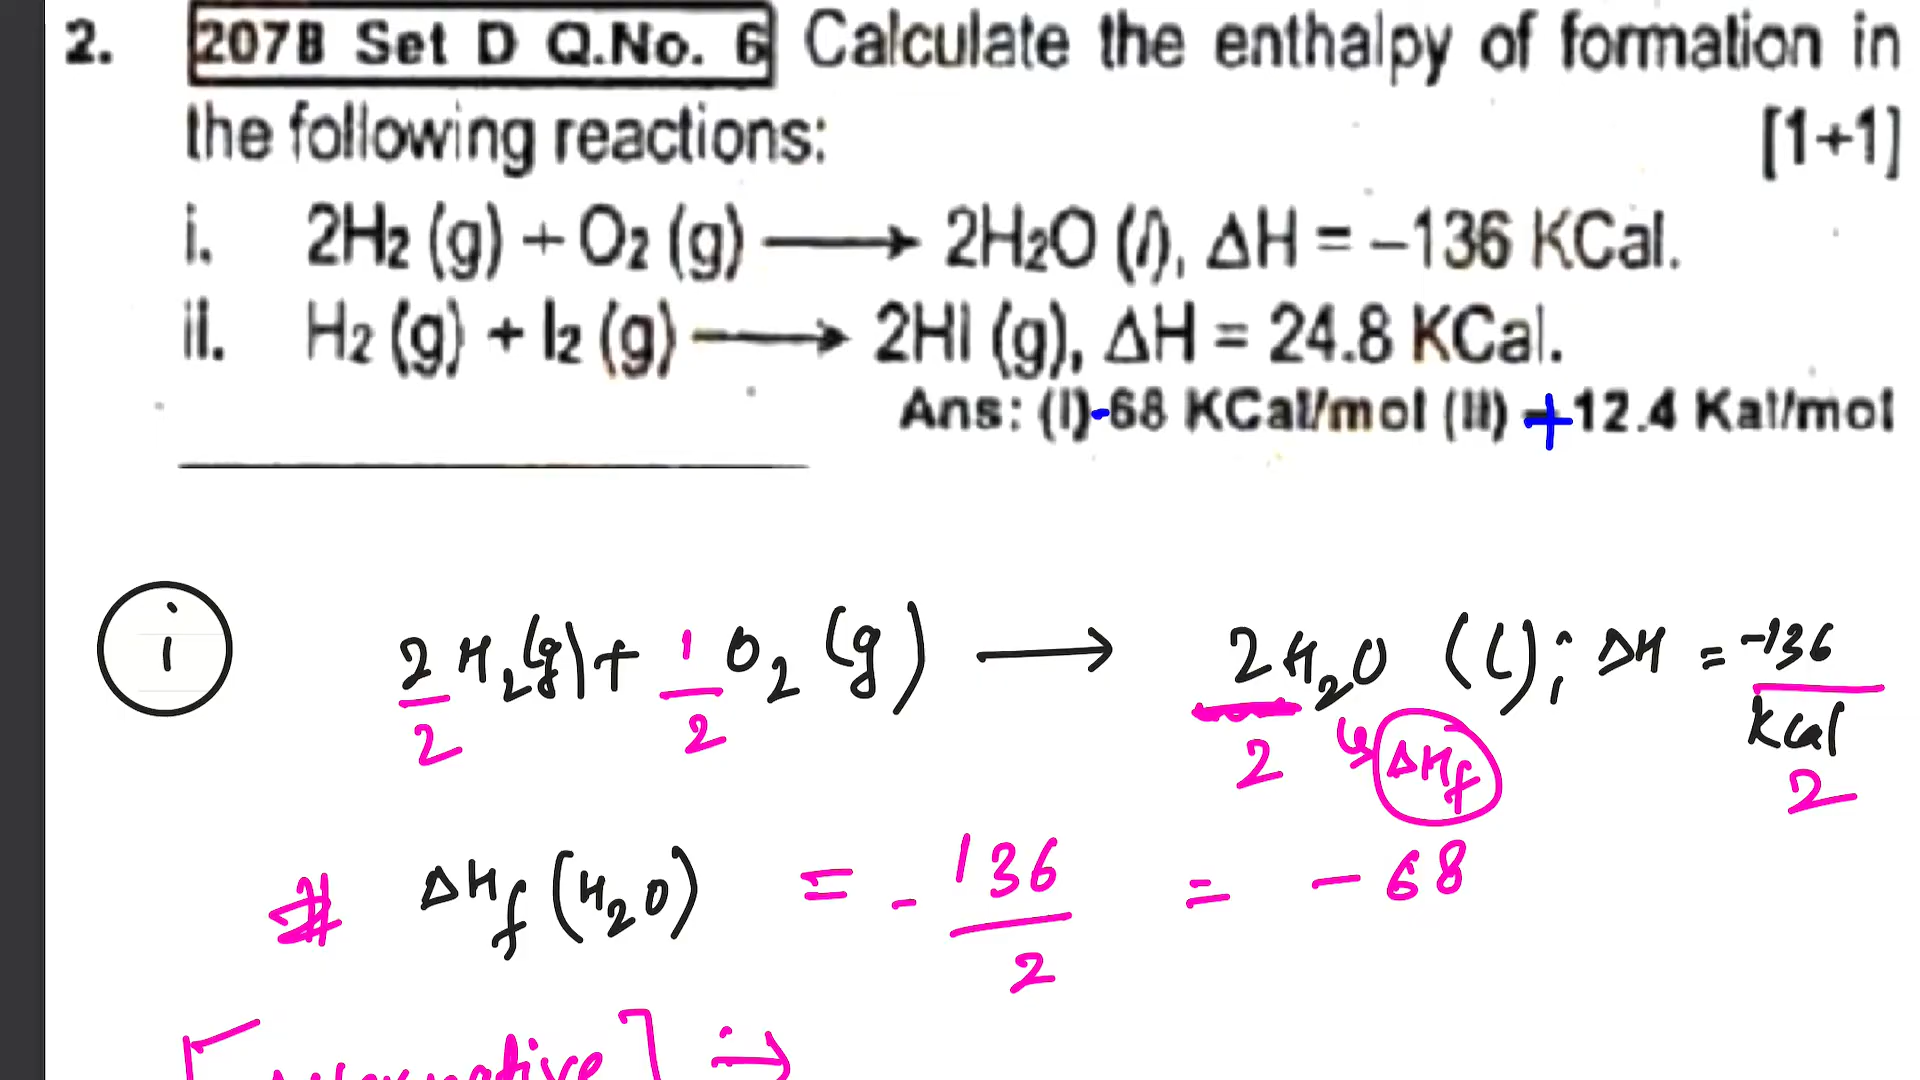 2. 2078 Set D Q.No. 6 Calculate the enthalpy of formation in
the following reactions: [1+1]
i. 2H₂ (g) + O₂ (g) ⟶ 2H₂O (l), ΔH = –136 KCal.
ii. H₂ (g) + I₂ (g) ⟶ 2HI (g), ΔH = 24.8 KCal.
Ans: (i)-68 KCal/mol (ii) +12.4 Kal/mol
i 2/2 H₂(g) + 1/2 O₂ (g) ⟶ 2/2 H₂O (l); ΔH = -136 kcal/2
↳ ΔHf
# ΔHf (H₂O) = - 136/2 = - 68
[Alternative] ⇒